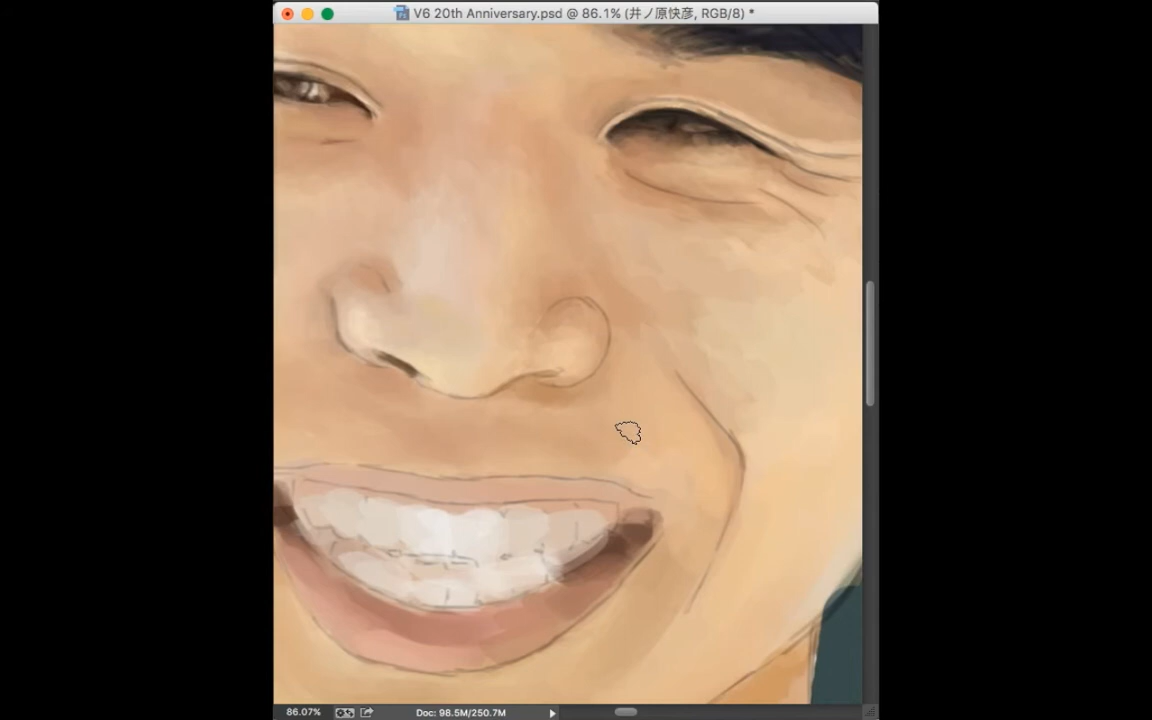 V6 20th Anniversary.psd @ 86.1% (井ノ原快彦, RGB/8) *
86.07% Doc: 98.5M/250.7M